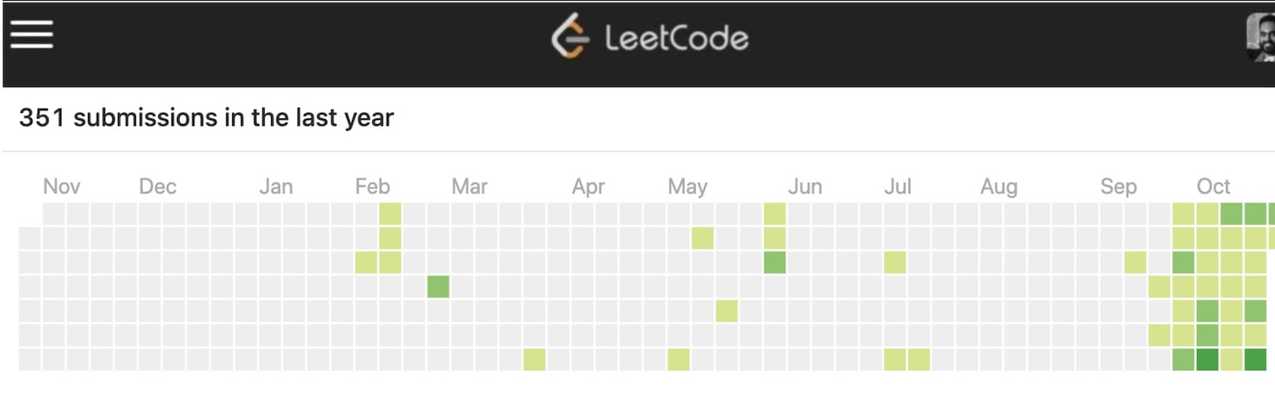 LeetCode
351 submissions in the last year
Nov Dec Jan Feb Mar Apr May Jun Jul Aug Sep Oct